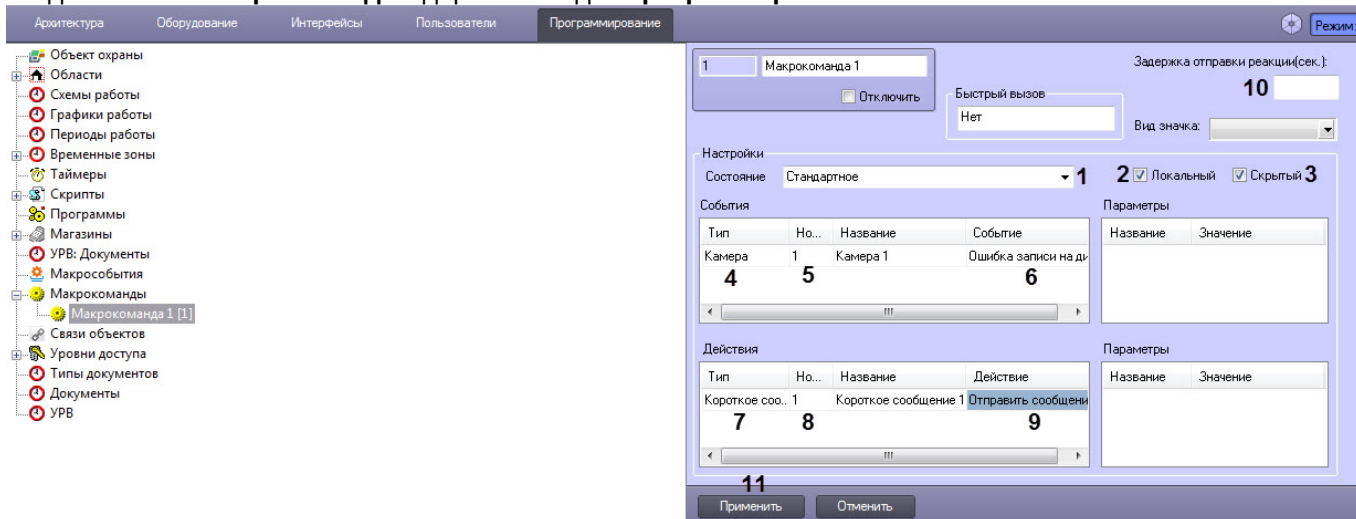 Архитектура Оборудование Интерфейсы Пользователи Программирование
Режим:
Объект охраны
Области
Схемы работы
Графики работы
Периоды работы
Временные зоны
Таймеры
Скрипты
Программы
Магазины
УРВ: Документы
Макрособытия
Макрокоманды
Макрокоманда 1 [1]
Связи объектов
Уровни доступа
Типы документов
Документы
УРВ
1 Макрокоманда 1
Отключить
Быстрый вызов
Нет
Задержка отправки реакции(сек.):
10
Вид значка:
Настройки
Состояние Стандартное 1 2 Локальный Скрытый 3
События Параметры
Тип Но... Название Событие Название Значение
Камера 1 Камера 1 Ошибка записи на ди
4 5 6
Действия Параметры
Тип Но... Название Действие Название Значение
Короткое соо.. 1 Короткое сообщение 1 Отправить сообщени
7 8 9
11
Применить Отменить